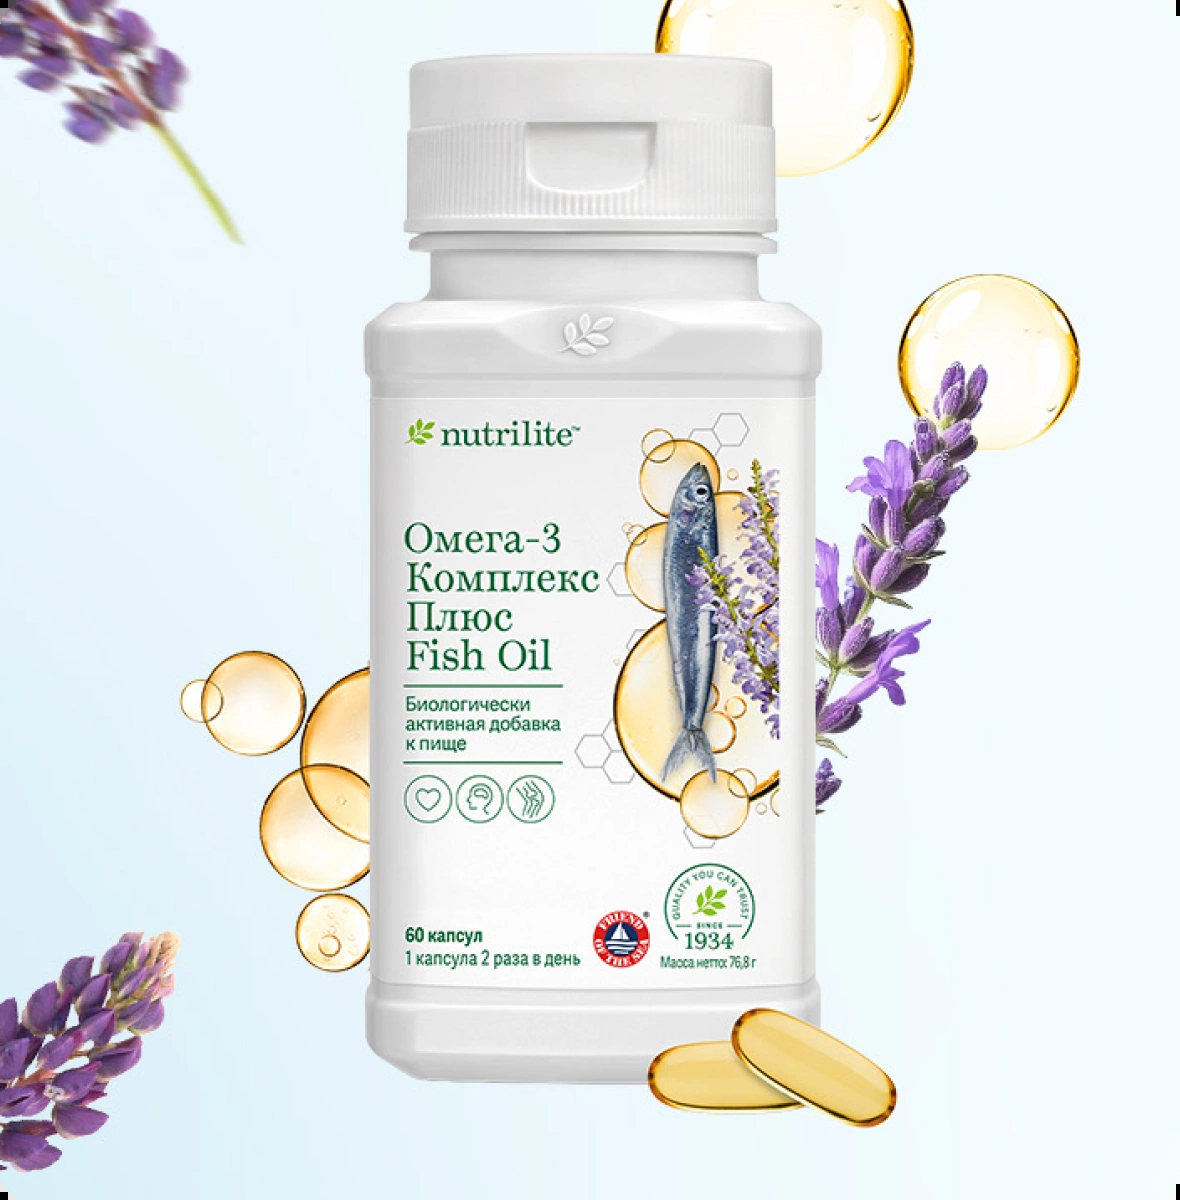 nutrilite™
Омега-3
Комплекс
Плюс
Fish Oil
Биологически
активная добавка
к пище
60 капсул
1 капсула 2 раза в день
FRIEND
OF THE SEA®
QUALITY YOU CAN TRUST
SINCE
1934
Масса нетто: 76,8 г